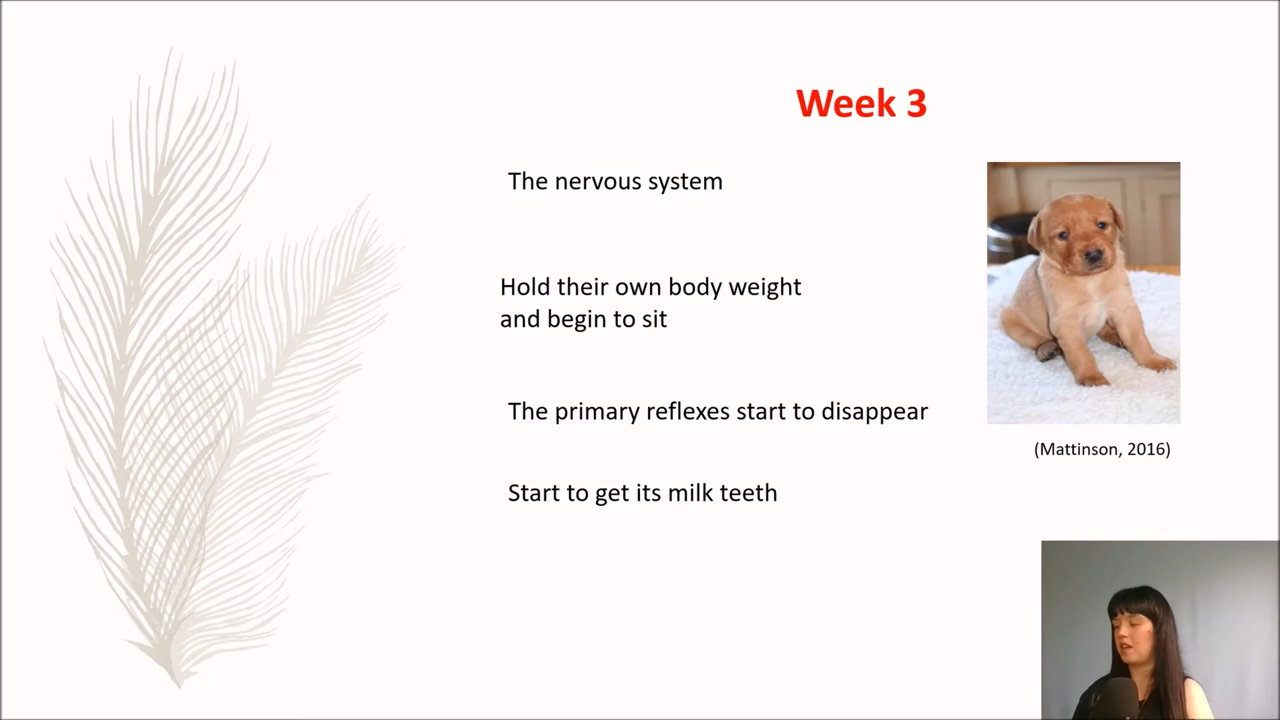 Week 3
The nervous system
Hold their own body weight
and begin to sit
The primary reflexes start to disappear
(Mattinson, 2016)
Start to get its milk teeth